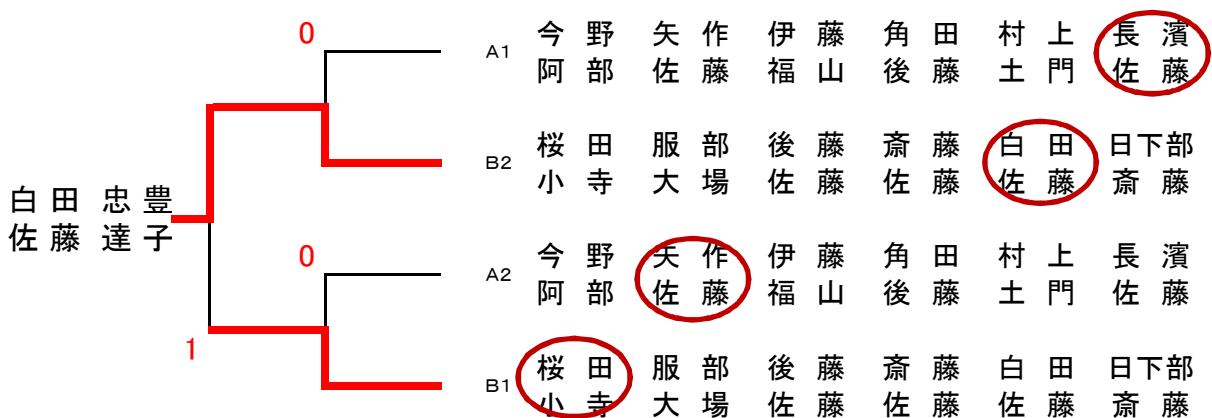 0
A1 今野 矢作 伊藤 角田 村上 長濱
阿部 佐藤 福山 後藤 土門 佐藤
B2 桜田 服部 後藤 斎藤 白田 日下部
小寺 大場 佐藤 佐藤 佐藤 斎藤
白田 忠豊
佐藤 達子
0
A2 今野 矢作 伊藤 角田 村上 長濱
阿部 佐藤 福山 後藤 土門 佐藤
1
B1 桜田 服部 後藤 斎藤 白田 日下部
小寺 大場 佐藤 佐藤 佐藤 斎藤